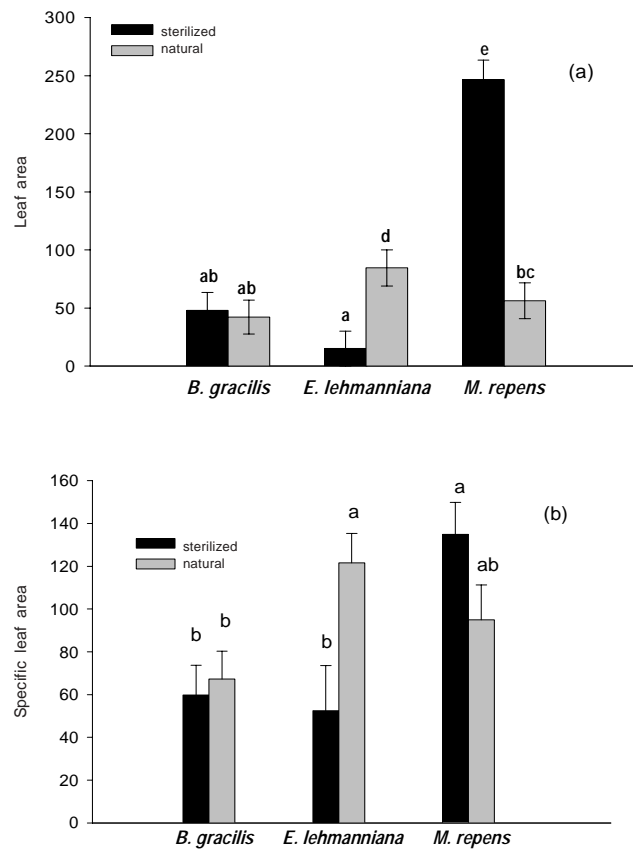 300
250
200
150
100
50
0
Leaf area
sterilized
natural
(a)
ab
ab
a
d
e
bc
B. gracilis E. lehmanniana M. repens
160
140
120
100
80
60
40
20
0
Specific leaf area
sterilized
natural
(b)
b
b
b
a
a
ab
B. gracilis E. lehmanniana M. repens